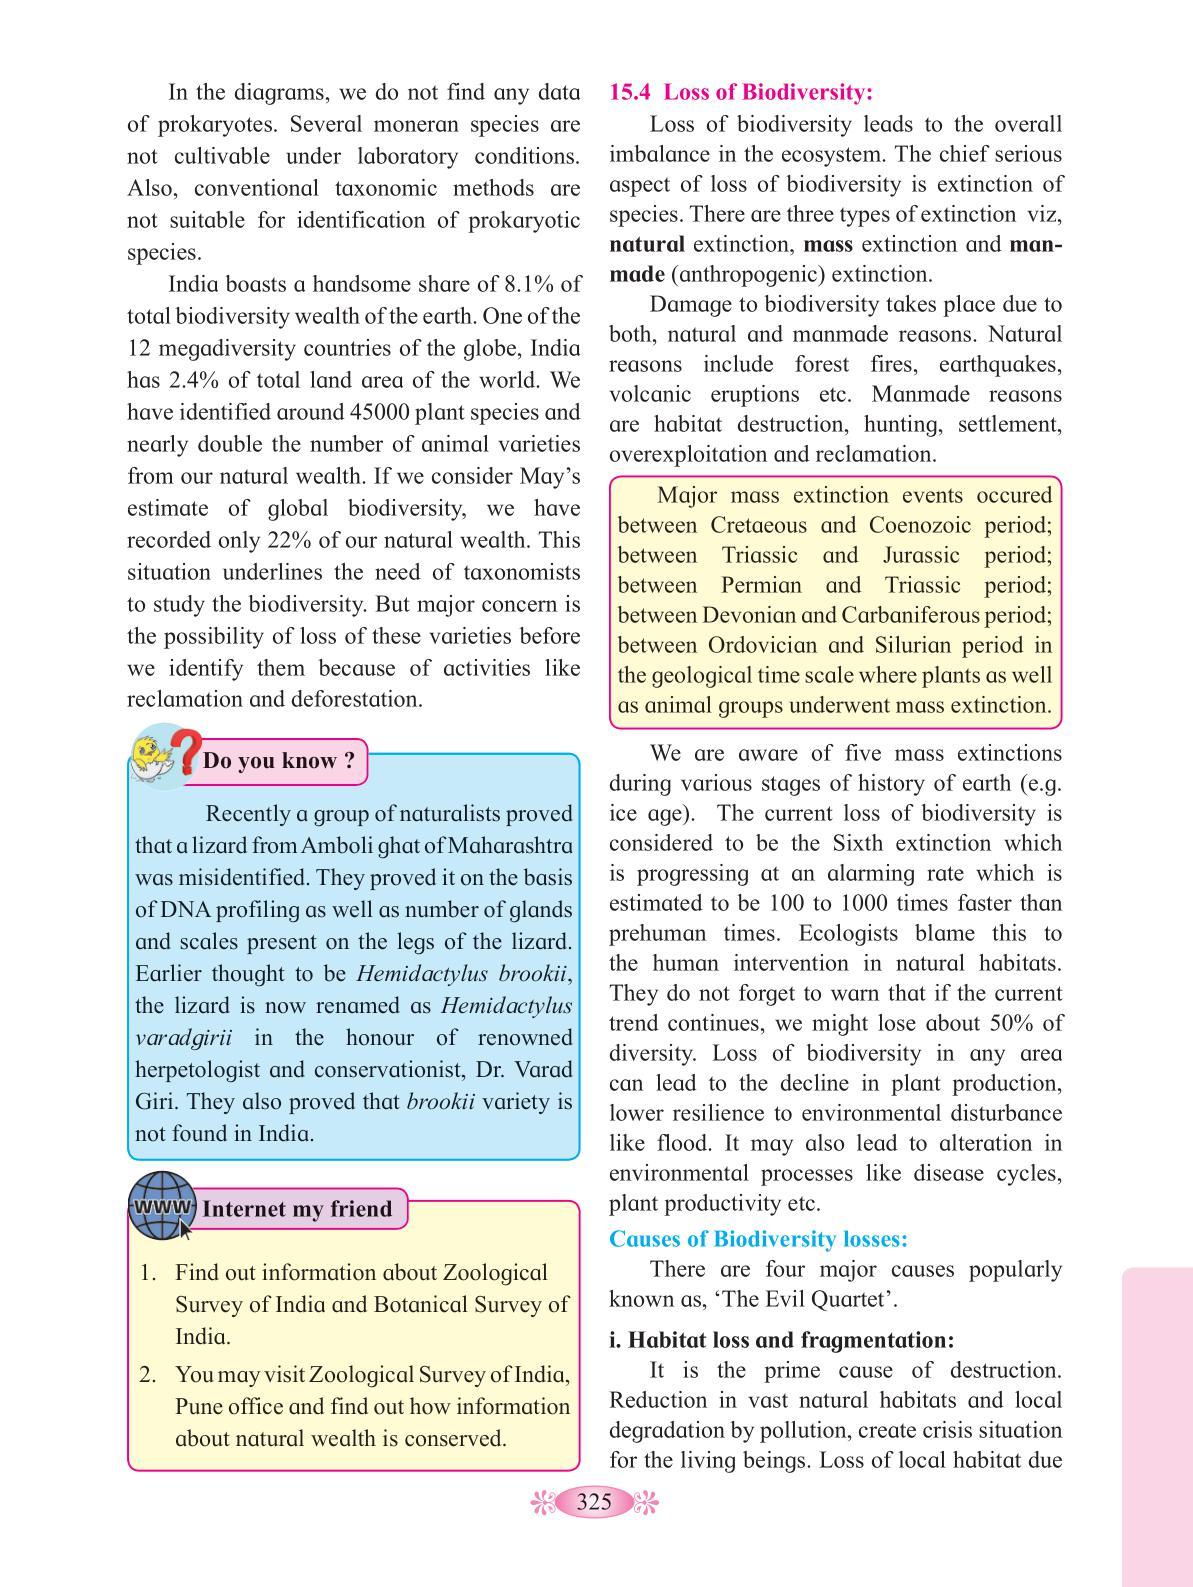 In the diagrams, we do not find any data
of prokaryotes. Several moneran species are
not cultivable under laboratory conditions.
Also, conventional taxonomic methods are
not suitable for identification of prokaryotic
species.
India boasts a handsome share of 8.1% of
total biodiversity wealth of the earth. One of the
12 megadiversity countries of the globe, India
has 2.4% of total land area of the world. We
have identified around 45000 plant species and
nearly double the number of animal varieties
from our natural wealth. If we consider May's
estimate of global biodiversity, we have
recorded only 22% of our natural wealth. This
situation underlines the need of taxonomists
to study the biodiversity. But major concern is
the possibility of loss of these varieties before
we identify them because of activities like
reclamation and deforestation.
Do you know ?
Recently a group of naturalists proved
that a lizard from Amboli ghat of Maharashtra
was misidentified. They proved it on the basis
of DNA profiling as well as number of glands
and scales present on the legs of the lizard.
Earlier thought to be Hemidactylus brookii,
the lizard is now renamed as Hemidactylus
varadgirii in the honour of renowned
herpetologist and conservationist, Dr. Varad
Giri. They also proved that brookii variety is
not found in India.
www
Internet my friend
1. Find out information about Zoological
Survey of India and Botanical Survey of
India.
2. You may visit Zoological Survey of India,
Pune office and find out how information
about natural wealth is conserved.
15.4 Loss of Biodiversity:
Loss of biodiversity leads to the overall
imbalance in the ecosystem. The chief serious
aspect of loss of biodiversity is extinction of
species. There are three types of extinction viz,
natural extinction, mass extinction and man-
made (anthropogenic) extinction.
Damage to biodiversity takes place due to
both, natural and manmade reasons. Natural
reasons include forest fires, earthquakes,
volcanic eruptions etc. Manmade reasons
are habitat destruction, hunting, settlement,
overexploitation and reclamation.
Major mass extinction events occured
between Cretaeous and Coenozoic period;
between Triassic and Jurassic period;
between Permian and Triassic period;
between Devonian and Carbaniferous period;
between Ordovician and Silurian period in
the geological time scale where plants as well
as animal groups underwent mass extinction.
We are aware of five mass extinctions
during various stages of history of earth (e.g.
ice age). The current loss of biodiversity is
considered to be the Sixth extinction which
is progressing at an alarming rate which is
estimated to be 100 to 1000 times faster than
prehuman times. Ecologists blame this to
the human intervention in natural habitats.
They do not forget to warn that if the current
trend continues, we might lose about 50% of
diversity. Loss of biodiversity in any area
can lead to the decline in plant production,
lower resilience to environmental disturbance
like flood. It may also lead to alteration in
environmental processes like disease cycles,
plant productivity etc.
Causes of Biodiversity losses:
There are four major causes popularly
known as, 'The Evil Quartet'.
i. Habitat loss and fragmentation:
It is the prime cause of destruction.
Reduction in vast natural habitats and local
degradation by pollution, create crisis situation
for the living beings. Loss of local habitat due
325